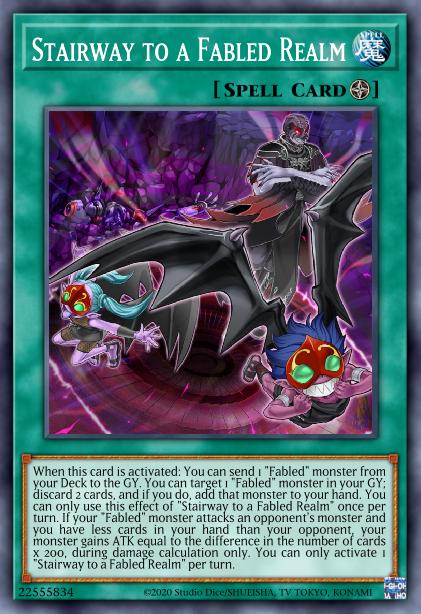 Stairway to a Fabled Realm
SPELL
魔
[Spell Card]
When this card is activated: You can send 1 "Fabled" monster from
your Deck to the GY. You can target 1 "Fabled" monster in your GY;
discard 2 cards, and if you do, add that monster to your hand. You
can only use this effect of "Stairway to a Fabled Realm" once per
turn. If your "Fabled" monster attacks an opponent's monster and
you have less cards in your hand than your opponent, your
monster gains ATK equal to the difference in the number of cards
x 200, during damage calculation only. You can only activate 1
"Stairway to a Fabled Realm" per turn.
22555834
©2020 Studio Dice/SHUEISHA, TV TOKYO, KONAMI